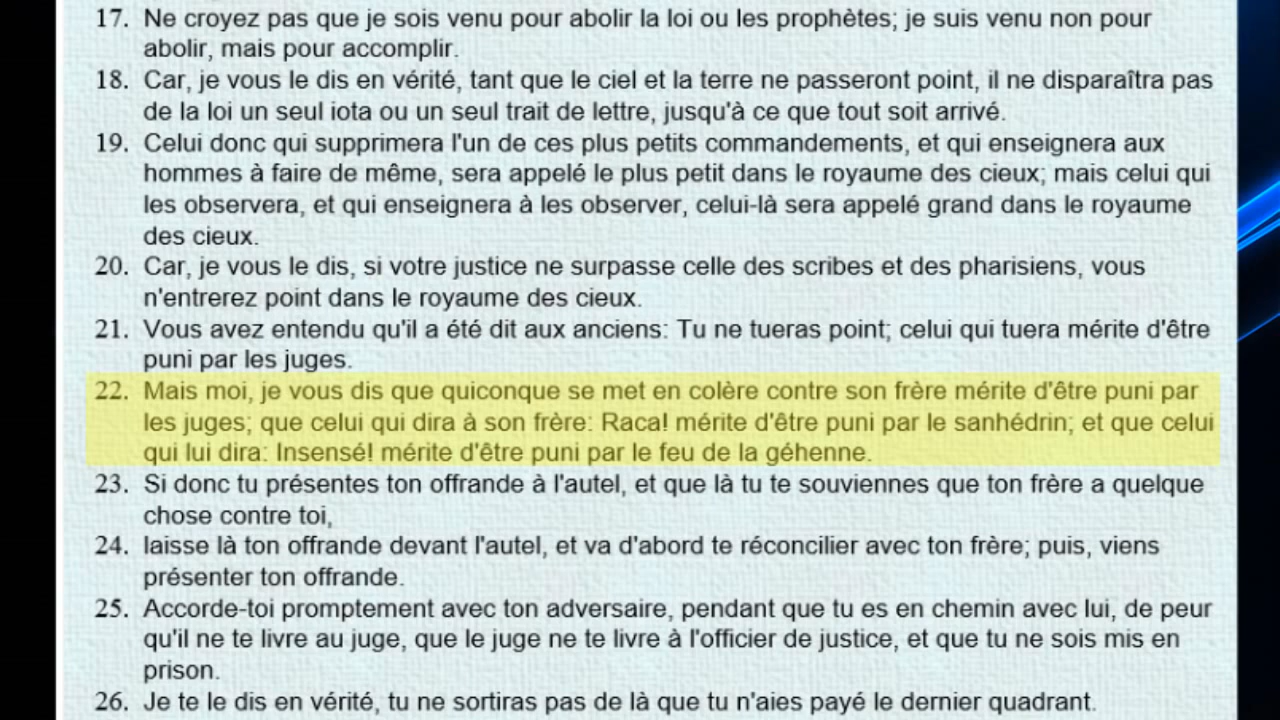 17. Ne croyez pas que je sois venu pour abolir la loi ou les prophètes; je suis venu non pour
abolir, mais pour accomplir.
18. Car, je vous le dis en vérité, tant que le ciel et la terre ne passeront point, il ne disparaîtra pas
de la loi un seul iota ou un seul trait de lettre, jusqu'à ce que tout soit arrivé.
19. Celui donc qui supprimera l'un de ces plus petits commandements, et qui enseignera aux
hommes à faire de même, sera appelé le plus petit dans le royaume des cieux; mais celui qui
les observera, et qui enseignera à les observer, celui-là sera appelé grand dans le royaume
des cieux.
20. Car, je vous le dis, si votre justice ne surpasse celle des scribes et des pharisiens, vous
n'entrerez point dans le royaume des cieux.
21. Vous avez entendu qu'il a été dit aux anciens: Tu ne tueras point; celui qui tuera mérite d'être
puni par les juges.
22. Mais moi, je vous dis que quiconque se met en colère contre son frère mérite d'être puni par
les juges; que celui qui dira à son frère: Raca! mérite d'être puni par le sanhédrin; et que celui
qui lui dira: Insensé! mérite d'être puni par le feu de la géhenne.
23. Si donc tu présentes ton offrande à l'autel, et que là tu te souviennes que ton frère a quelque
chose contre toi,
24. laisse là ton offrande devant l'autel, et va d'abord te réconcilier avec ton frère; puis, viens
présenter ton offrande.
25. Accorde-toi promptement avec ton adversaire, pendant que tu es en chemin avec lui, de peur
qu'il ne te livre au juge, que le juge ne te livre à l'officier de justice, et que tu ne sois mis en
prison.
26. Je te le dis en vérité, tu ne sortiras pas de là que tu n'aies payé le dernier quadrant.